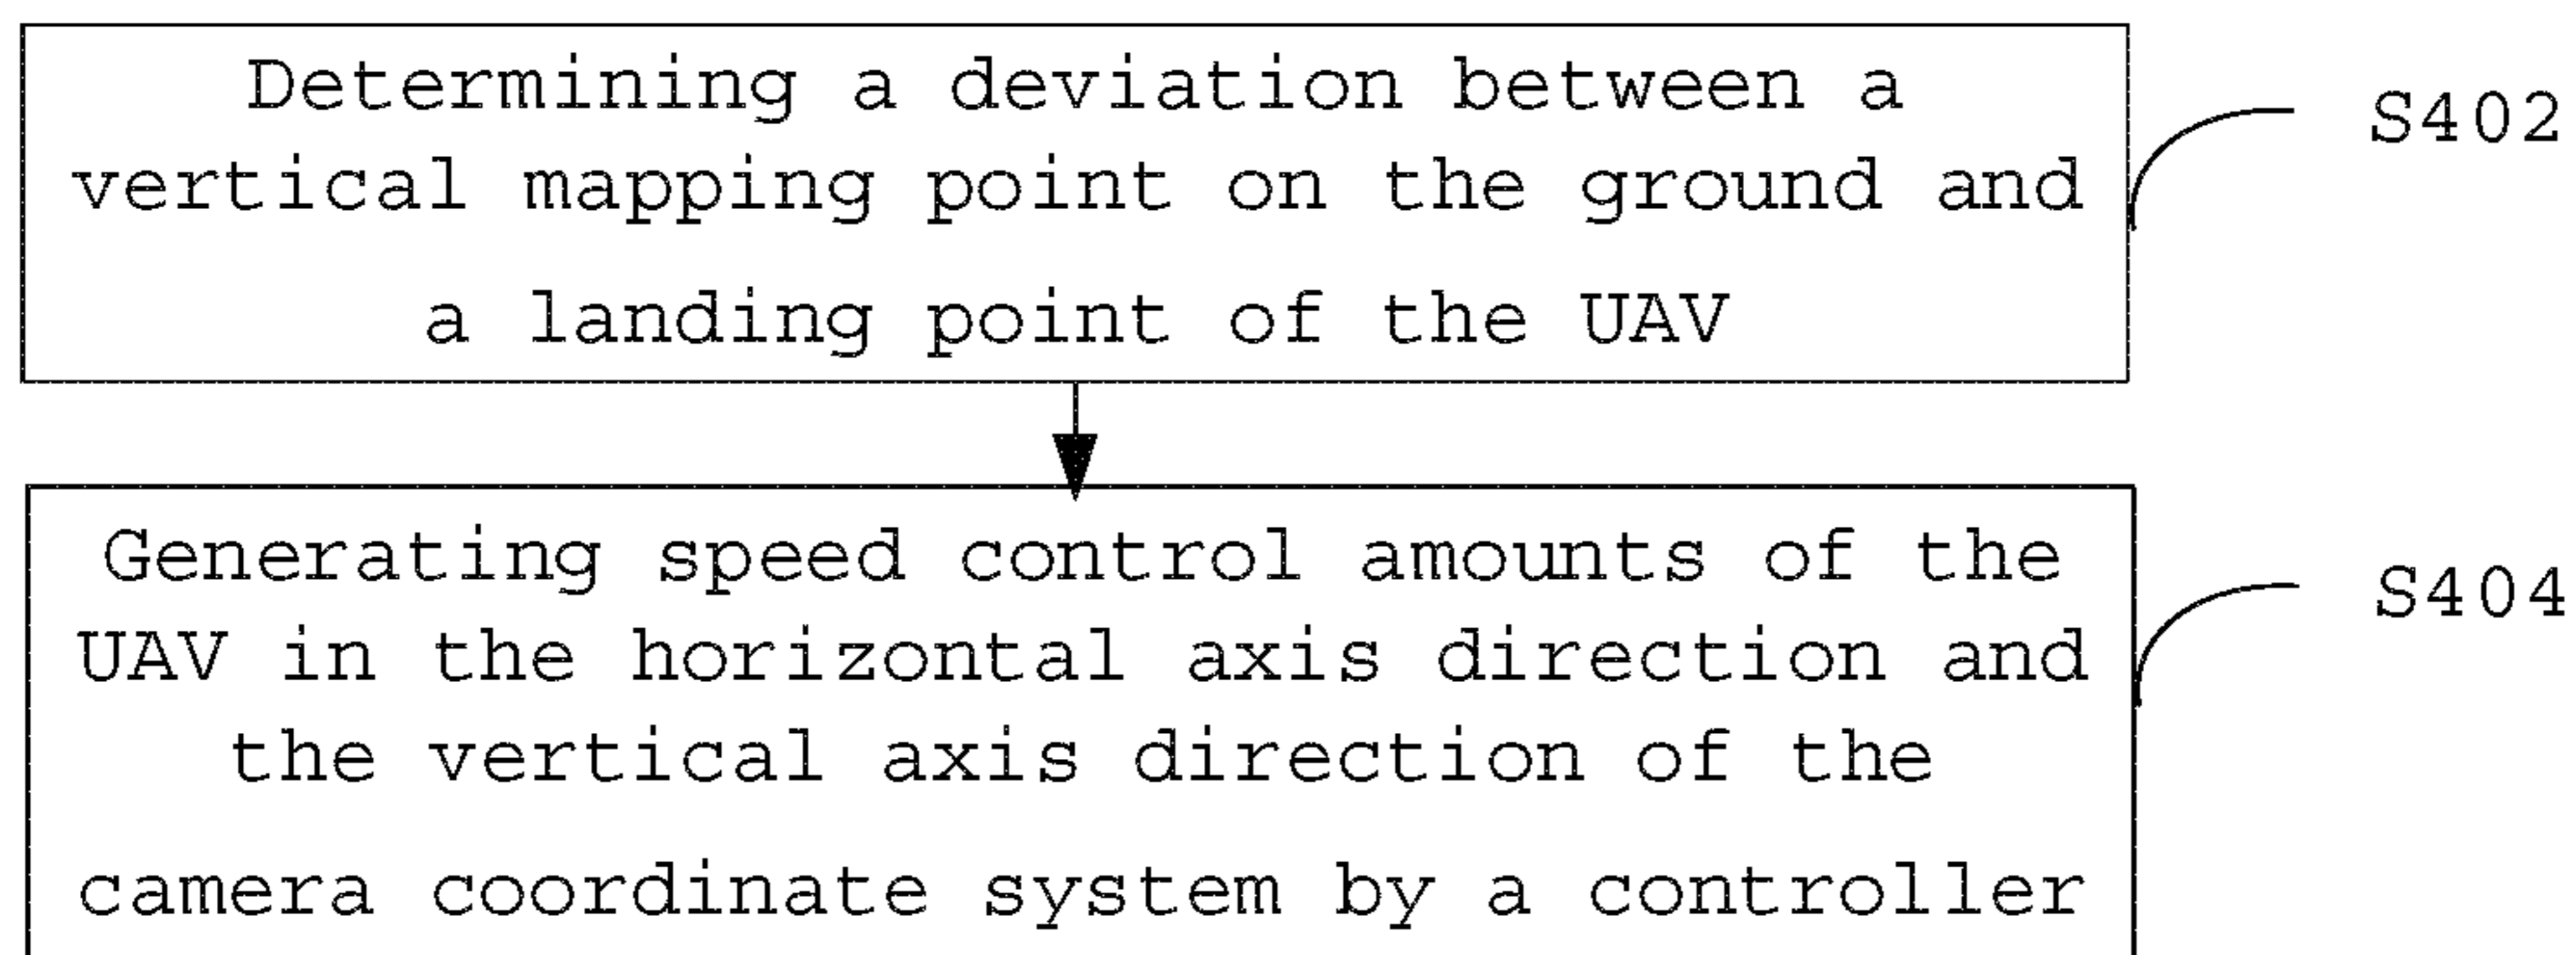 Determining a deviation between a
vertical mapping point on the ground and
a landing point of the UAV
S402
Generating speed control amounts of the
UAV in the horizontal axis direction and
the vertical axis direction of the
camera coordinate system by a controller
S404